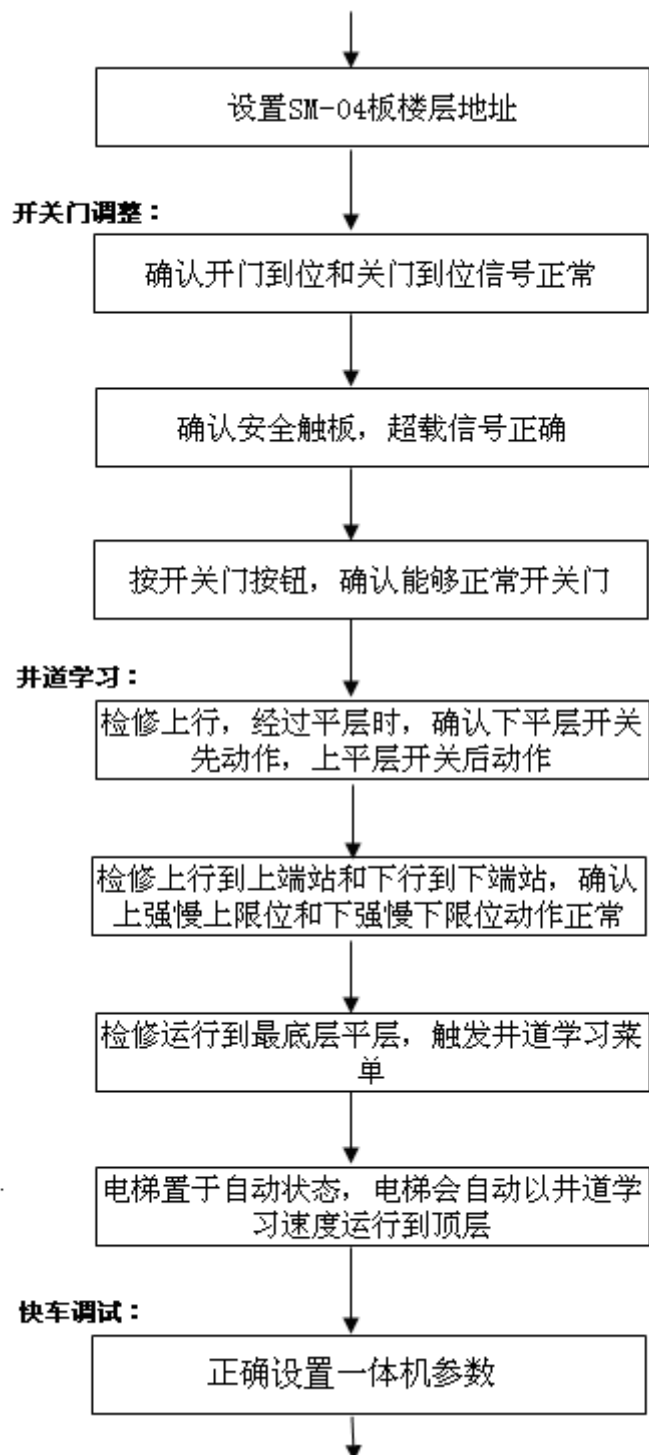 设置SM-04板楼层地址
开关门调整：
确认开门到位和关门到位信号正常
确认安全触板，超载信号正确
按开关门按钮，确认能够正常开关门
井道学习：
检修上行，经过平层时，确认下平层开关
先动作，上平层开关后动作
检修上行到上端站和下行到下端站，确认
上强慢上限位和下强慢下限位动作正常
检修运行到最底层平层，触发井道学习菜
单
电梯置于自动状态，电梯会自动以井道学
习速度运行到顶层
快车调试：
正确设置一体机参数